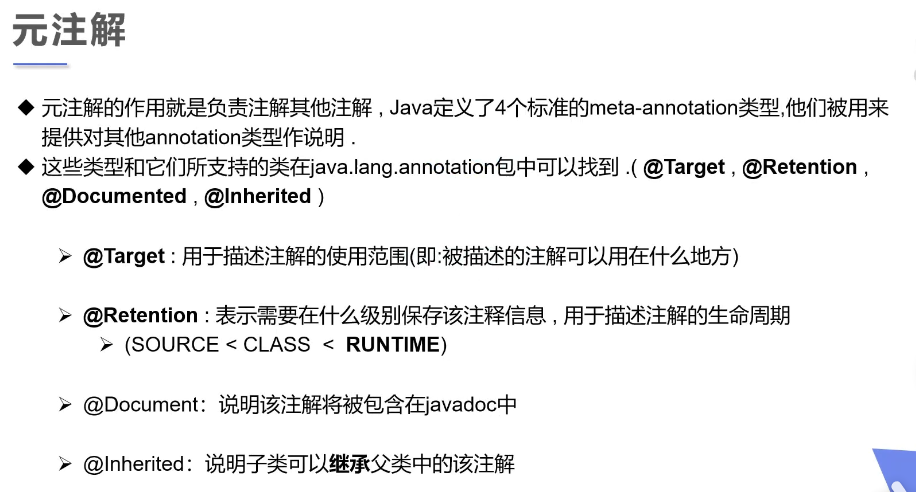 元注解
◆ 元注解的作用就是负责注解其他注解 , Java定义了4个标准的meta-annotation类型,他们被用来
提供对其他annotation类型作说明 .
◆ 这些类型和它们所支持的类在java.lang.annotation包中可以找到 .( @Target , @Retention ,
@Documented , @Inherited )
➢ @Target : 用于描述注解的使用范围(即:被描述的注解可以用在什么地方)
➢ @Retention : 表示需要在什么级别保存该注释信息 , 用于描述注解的生命周期
➢ (SOURCE < CLASS < RUNTIME)
➢ @Document：说明该注解将被包含在javadoc中
➢ @Inherited：说明子类可以继承父类中的该注解